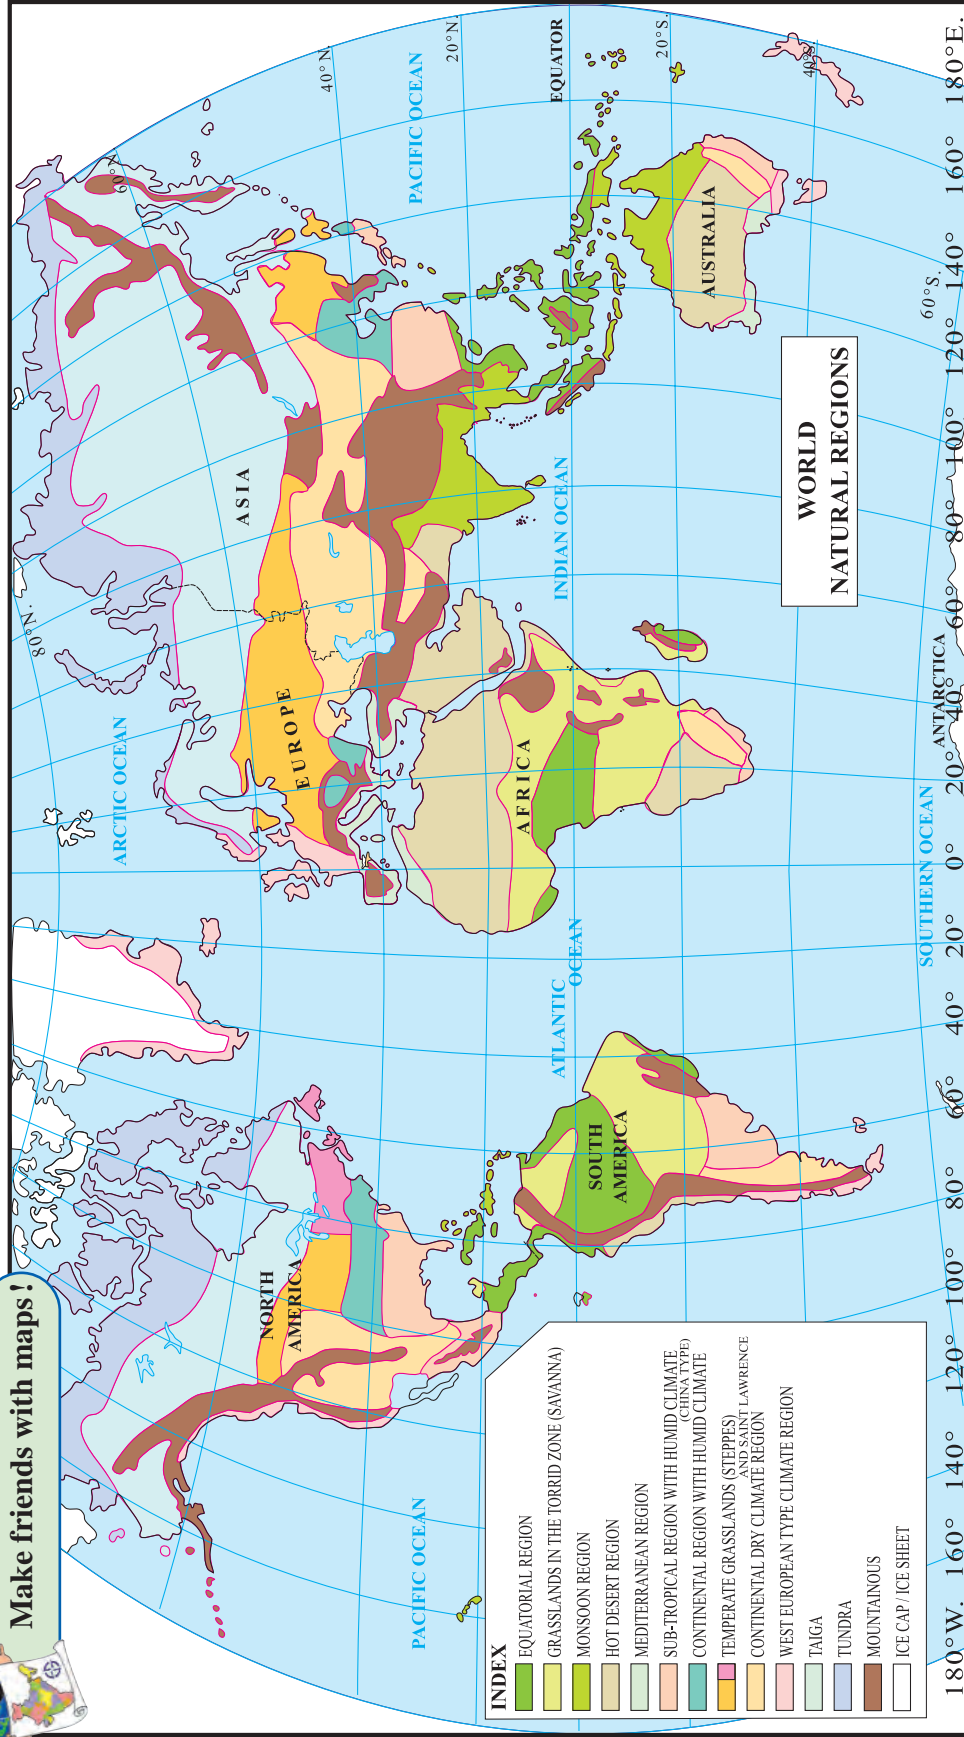 Make friends with maps!
80°N.
60°N
40°N
20°N.
EQUATOR
20°S.
40°S.
60°S.
ARCTIC OCEAN
PACIFIC OCEAN
PACIFIC OCEAN
ATLANTIC
OCEAN
INDIAN OCEAN
SOUTHERN OCEAN
NORTH
AMERICA
SOUTH
AMERICA
EUROPE
ASIA
AFRICA
AUSTRALIA
ANTARCTICA
WORLD
NATURAL REGIONS
INDEX
EQUATORIAL REGION
GRASSLANDS IN THE TORRID ZONE (SAVANNA)
MONSOON REGION
HOT DESERT REGION
MEDITERRANEAN REGION
SUB-TROPICAL REGION WITH HUMID CLIMATE
(CHINA TYPE)
CONTINENTAL REGION WITH HUMID CLIMATE
TEMPERATE GRASSLANDS (STEPPES)
AND SAINT LAWRENCE
CONTINENTAL DRY CLIMATE REGION
WEST EUROPEAN TYPE CLIMATE REGION
TAIGA
TUNDRA
MOUNTAINOUS
ICE CAP / ICE SHEET
180°W. 160° 140° 120° 100° 80° 60° 40° 20° 0° 20° 40° 60° 80° 100° 120° 140° 160° 180°E.